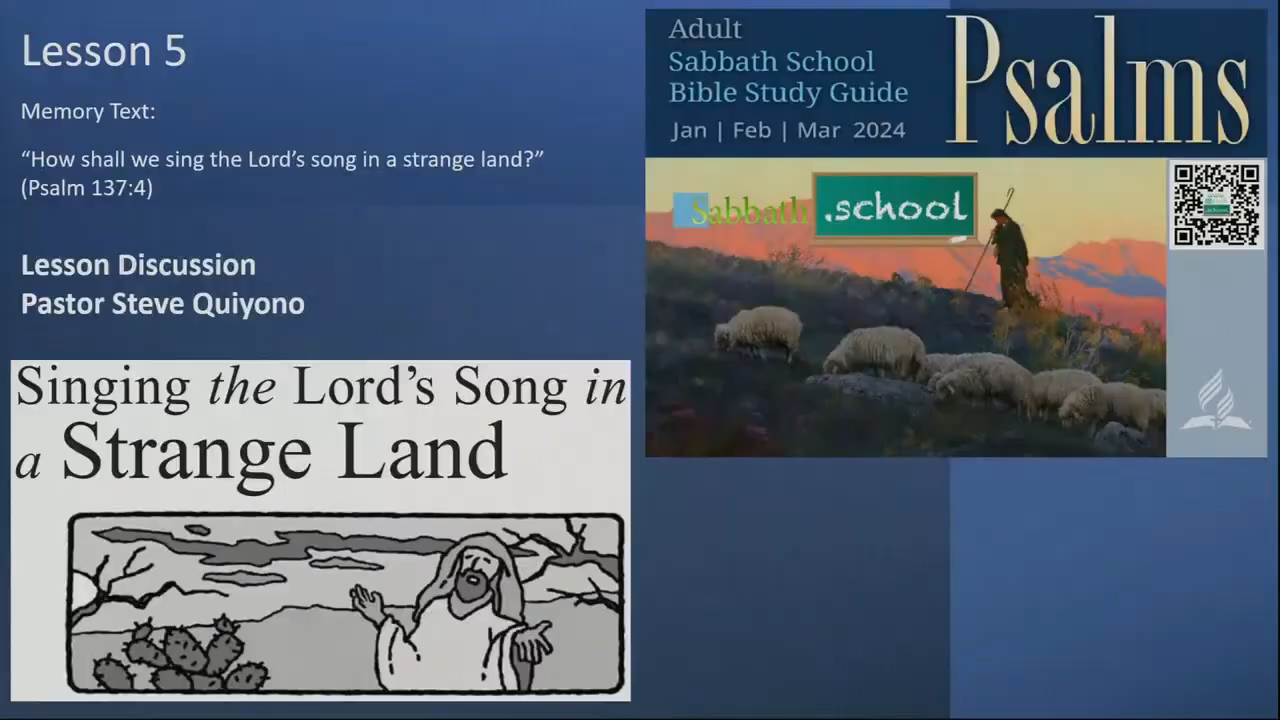 Lesson 5
Memory Text:
“How shall we sing the Lord’s song in a strange land?”
(Psalm 137:4)
Lesson Discussion
Pastor Steve Quiyono
Singing the Lord’s Song in
a Strange Land
Adult
Sabbath School
Bible Study Guide
Jan | Feb | Mar 2024
Psalms
Sabbath .school